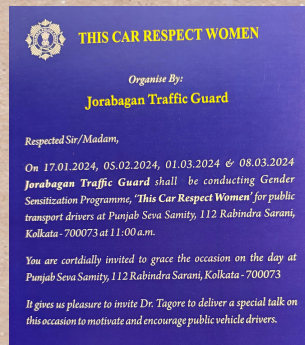 THIS CAR RESPECT WOMEN
Organise By:
Jorabagan Traffic Guard
Respected Sir/Madam,
On 17.01.2024, 05.02.2024, 01.03.2024 & 08.03.2024
Jorabagan Traffic Guard shall be conducting Gender
Sensitization Programme, 'This Car Respect Women' for public
transport drivers at Punjab Seva Samity, 112 Rabindra Sarani,
Kolkata - 700073 at 11:00 a.m.
You are cortdially invited to grace the occasion on the day at
Punjab Seva Samity, 112 Rabindra Sarani, Kolkata - 700073
It gives us pleasure to invite Dr. Tagore to deliver a special talk on
this occasion to motivate and encourage public vehicle drivers.